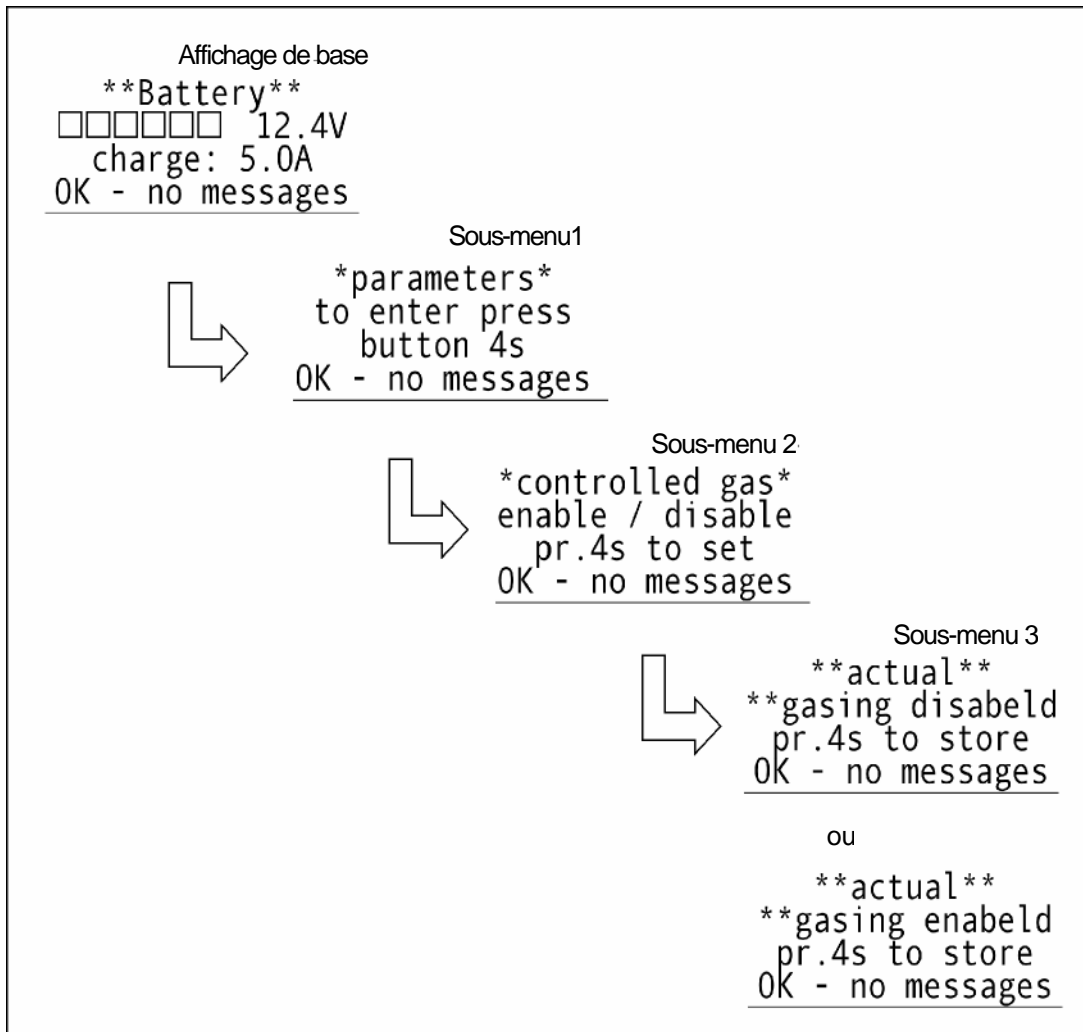 Affichage de base
**Battery**
□□□□□□ 12.4V
charge: 5.0A
OK - no messages
Sous-menu1
*parameters*
to enter press
button 4s
OK - no messages
Sous-menu 2
*controlled gas*
enable / disable
pr.4s to set
OK - no messages
Sous-menu 3
**actual**
**gasing disabeld
pr.4s to store
OK - no messages
ou
**actual**
**gasing enabeld
pr.4s to store
OK - no messages